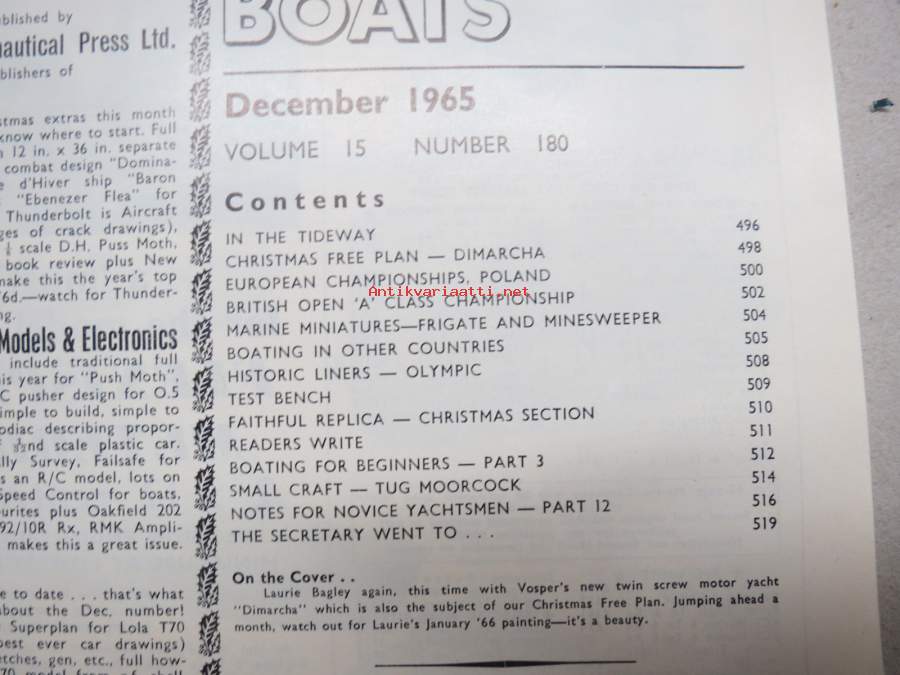 blished by
nautical Press Ltd.
blishers of
stmas extras this month
know where to start. Full
12 in. x 36 in. separate
combat design "Domina-
d'Hiver ship "Baron
"Ebenezer Flea" for
Thunderbolt is Aircraft
ges of crack drawings),
scale D.H. Puss Moth,
book review plus New
make this the year's top
6d.—watch for Thunder-
ng.
Models & Electronics
include traditional full
his year for "Push Moth",
C pusher design for O.5
imple to build, simple to
odiac describing propor-
scale plastic car.
lly Survey, Failsafe for
s an R/C model, lots on
Speed Control for boats,
urites plus Oakfield 202
92/10R Rx, RMK Ampli-
makes this a great issue.
e to date . . . that's what
about the Dec. number!
Superplan for Lola T70
best ever car drawings)
etches, gen, etc., full how-
BOATS
December 1965
VOLUME 15 NUMBER 180
Contents
IN THE TIDEWAY 496
CHRISTMAS FREE PLAN — DIMARCHA 498
EUROPEAN CHAMPIONSHIPS, POLAND 500
Antikvariaatti.net
BRITISH OPEN 'A' CLASS CHAMPIONSHIP 502
MARINE MINIATURES—FRIGATE AND MINESWEEPER 504
BOATING IN OTHER COUNTRIES 505
HISTORIC LINERS — OLYMPIC 508
TEST BENCH 509
FAITHFUL REPLICA — CHRISTMAS SECTION 510
READERS WRITE 511
BOATING FOR BEGINNERS — PART 3 512
SMALL CRAFT — TUG MOORCOCK 514
NOTES FOR NOVICE YACHTSMEN — PART 12 516
THE SECRETARY WENT TO . . . 519
On the Cover . .
Laurie Bagley again, this time with Vosper's new twin screw motor yacht
"Dimarcha" which is also the subject of our Christmas Free Plan. Jumping ahead a
month, watch out for Laurie's January '66 painting—it's a beauty.